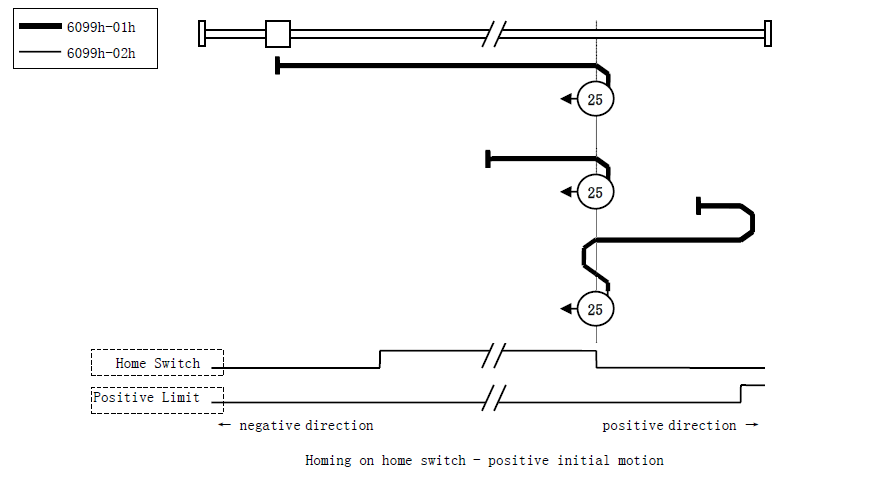 6099h-01h
6099h-02h
25
25
25
Home Switch
Positive Limit
← negative direction
positive direction →
Homing on home switch - positive initial motion